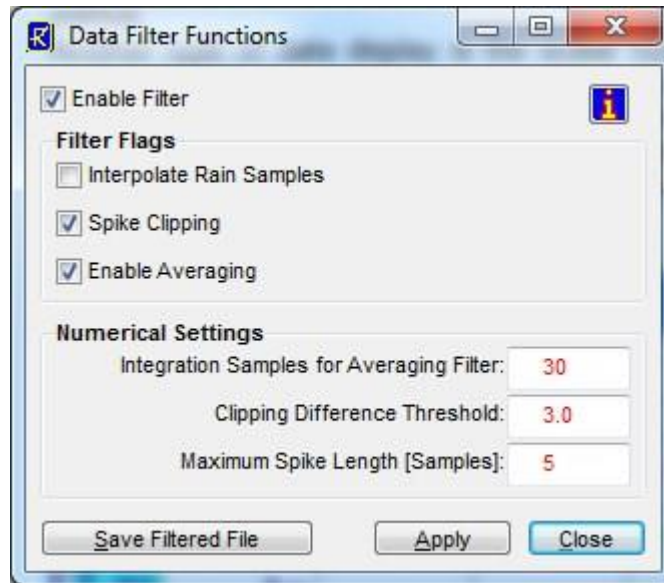 Data Filter Functions
Enable Filter
Filter Flags
Interpolate Rain Samples
Spike Clipping
Enable Averaging
Numerical Settings
Integration Samples for Averaging Filter: 30
Clipping Difference Threshold: 3.0
Maximum Spike Length [Samples]: 5
Save Filtered File Apply Close